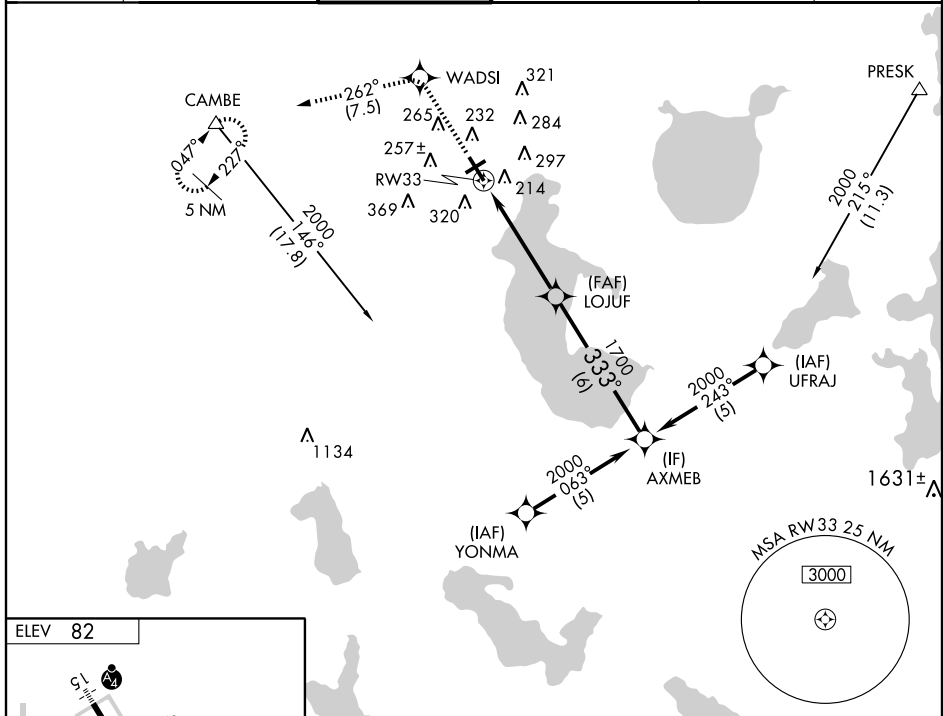 WADSI
321
PRESK
262°
(7.5)
CAMBE
265
232
284
047°
227°
257±
297
RW33
214
5 NM
369
320
2000
215°
(11.3)
2000
146°
(17.8)
(FAF)
LOJUF
1700
333°
(6)
(IAF)
UFRAJ
2000
243°
(5)
1134
(IF)
AXMEB
2000
063°
(5)
1631±
(IAF)
YONMA
MSA RW33 25 NM
3000
ELEV 82
15
A4